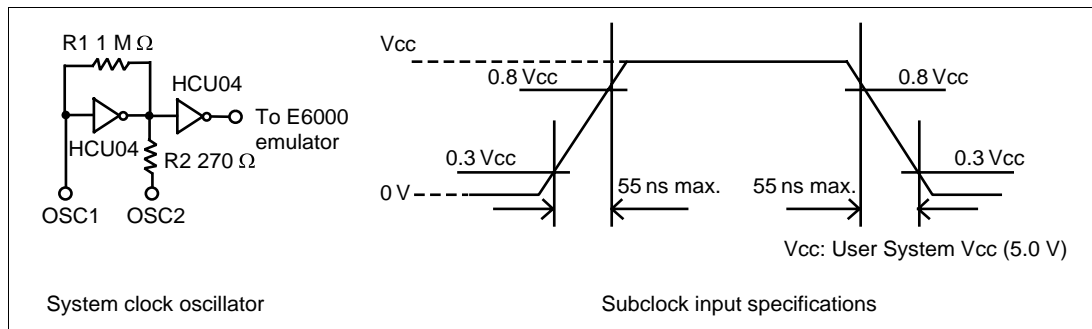 R1 1 M Ω
HCU04
HCU04
To E6000
emulator
R2 270 Ω
OSC1 OSC2
System clock oscillator
Vcc
0.8 Vcc
0.8 Vcc
0.3 Vcc
0.3 Vcc
0 V
55 ns max.
55 ns max.
Vcc: User System Vcc (5.0 V)
Subclock input specifications